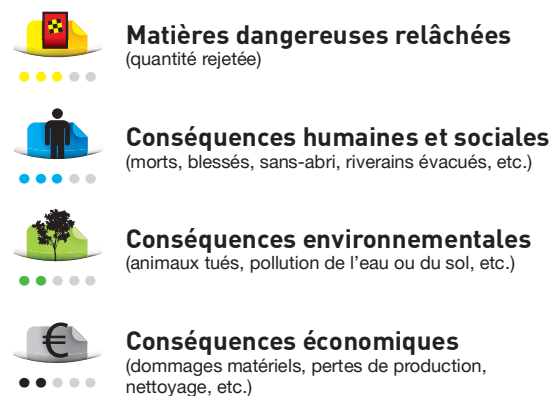 Matières dangereuses relâchées
(quantité rejetée)
Conséquences humaines et sociales
(morts, blessés, sans-abri, riverains évacués, etc.)
Conséquences environnementales
(animaux tués, pollution de l'eau ou du sol, etc.)
€
Conséquences économiques
(dommages matériels, pertes de production,
nettoyage, etc.)